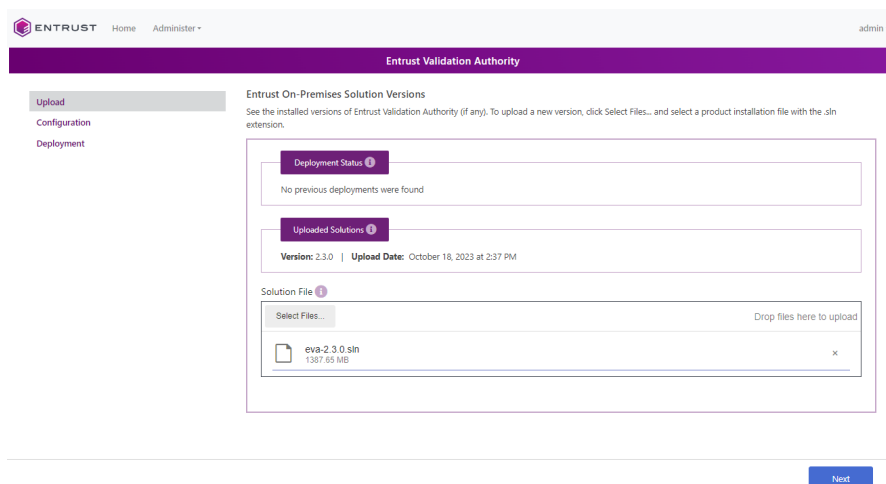 ENTRUST Home Administer admin
Entrust Validation Authority
Upload
Configuration
Deployment
Entrust On-Premises Solution Versions
See the installed versions of Entrust Validation Authority (if any). To upload a new version, click Select Files... and select a product installation file with the .sln
extension.
Deployment Status i
No previous deployments were found
Uploaded Solutions i
Version: 2.3.0 | Upload Date: October 18, 2023 at 2:37 PM
Solution File i
Select Files... Drop files here to upload
eva-2.3.0.sln
1387.65 MB
Next